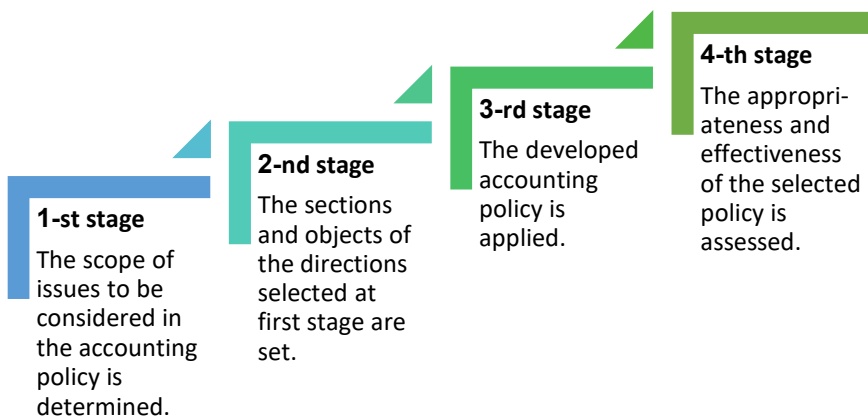 1-st stage
The scope of
issues to be
considered in
the accounting
policy is
determined.
2-nd stage
The sections
and objects of
the directions
selected at
first stage are
set.
3-rd stage
The developed
accounting
policy is
applied.
4-th stage
The appropri-
ateness and
effectiveness
of the selected
policy is
assessed.